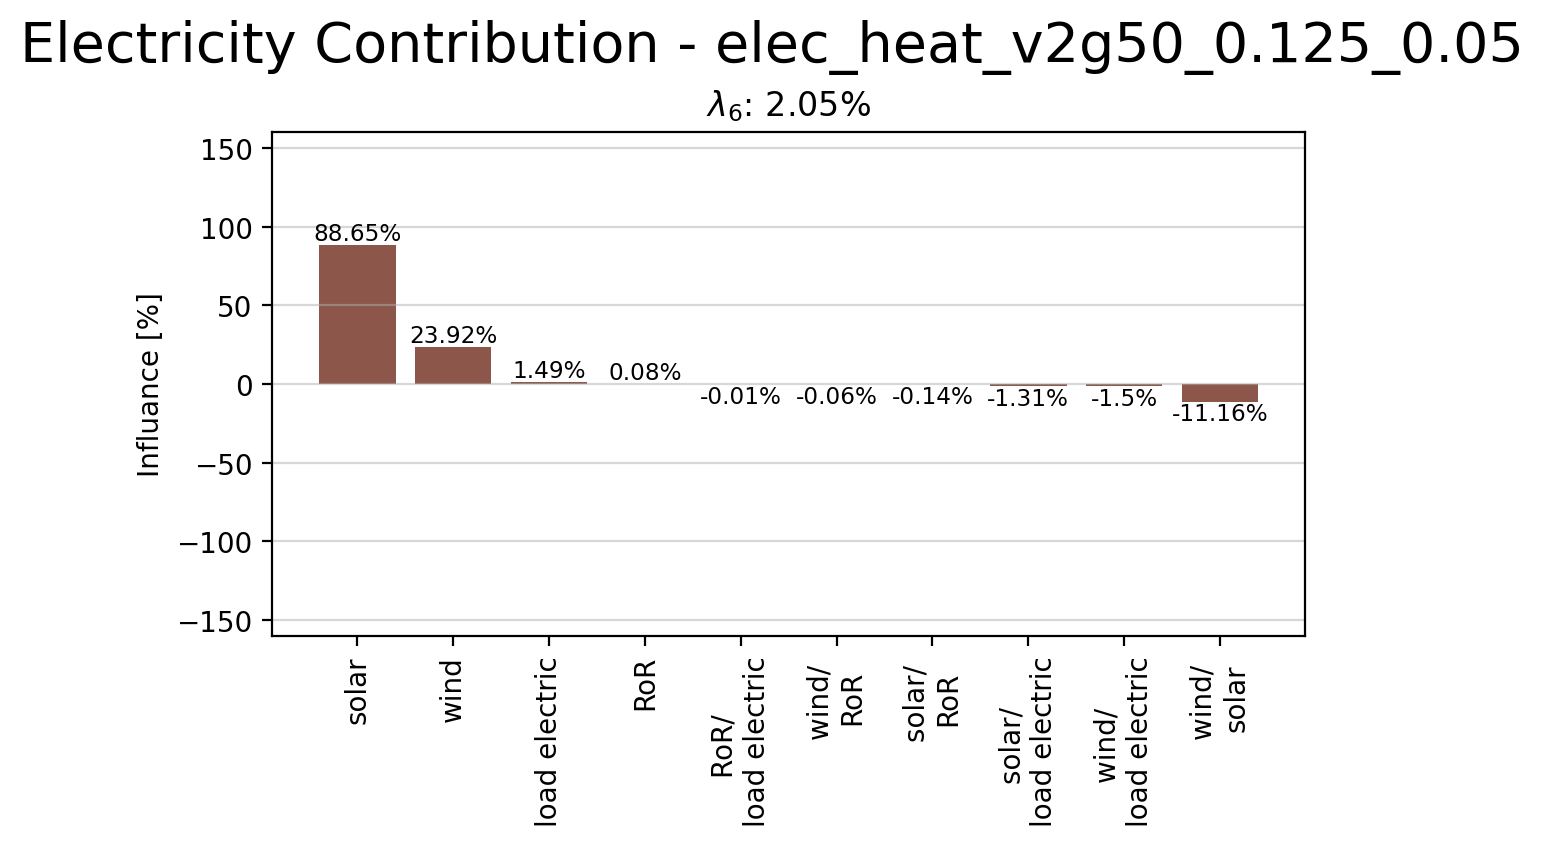 Electricity Contribution - elec_heat_v2g50_0.125_0.05
λ₆: 2.05%
150
100
50
0
−50
−100
−150
Influance [%]
88.65%
23.92%
1.49%
0.08%
-0.01%
-0.06%
-0.14%
-1.31%
-1.5%
-11.16%
solar
wind
load electric
RoR
RoR/
load electric
wind/
RoR
solar/
RoR
solar/
load electric
wind/
load electric
wind/
solar